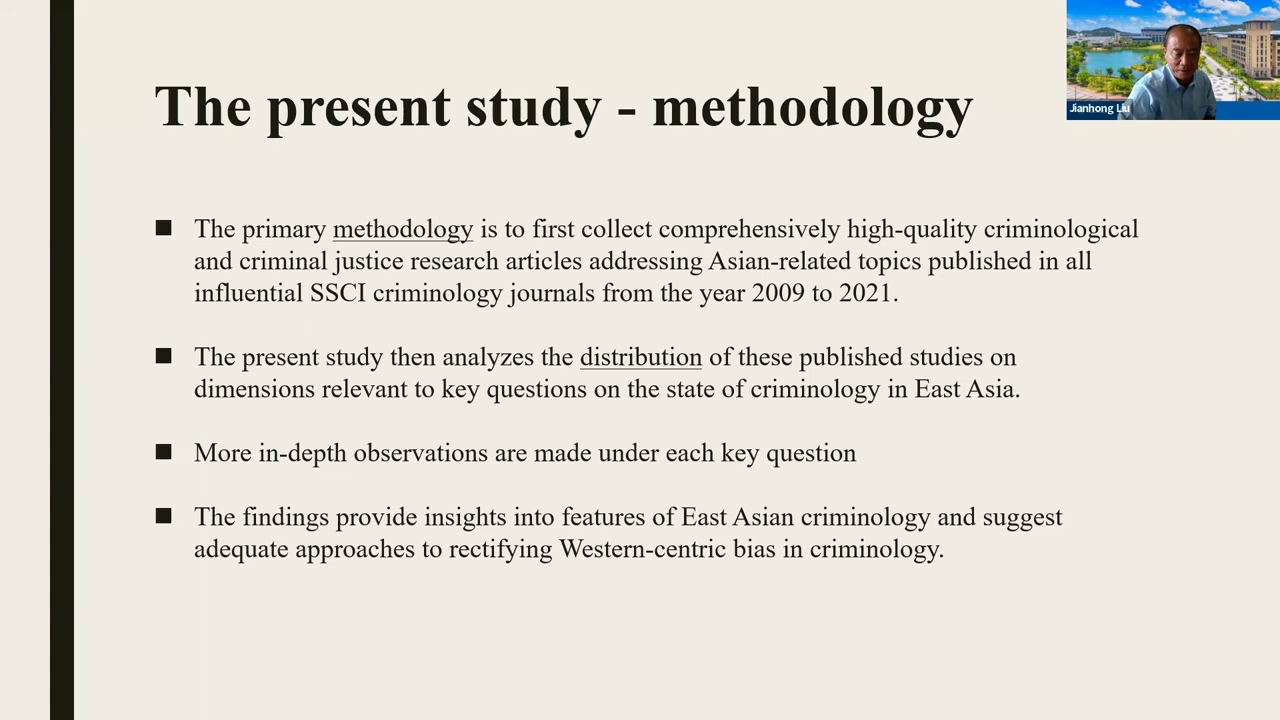 The present study - methodology
Jianhong Liu
■ The primary methodology is to first collect comprehensively high-quality criminological
and criminal justice research articles addressing Asian-related topics published in all
influential SSCI criminology journals from the year 2009 to 2021.
■ The present study then analyzes the distribution of these published studies on
dimensions relevant to key questions on the state of criminology in East Asia.
■ More in-depth observations are made under each key question
■ The findings provide insights into features of East Asian criminology and suggest
adequate approaches to rectifying Western-centric bias in criminology.